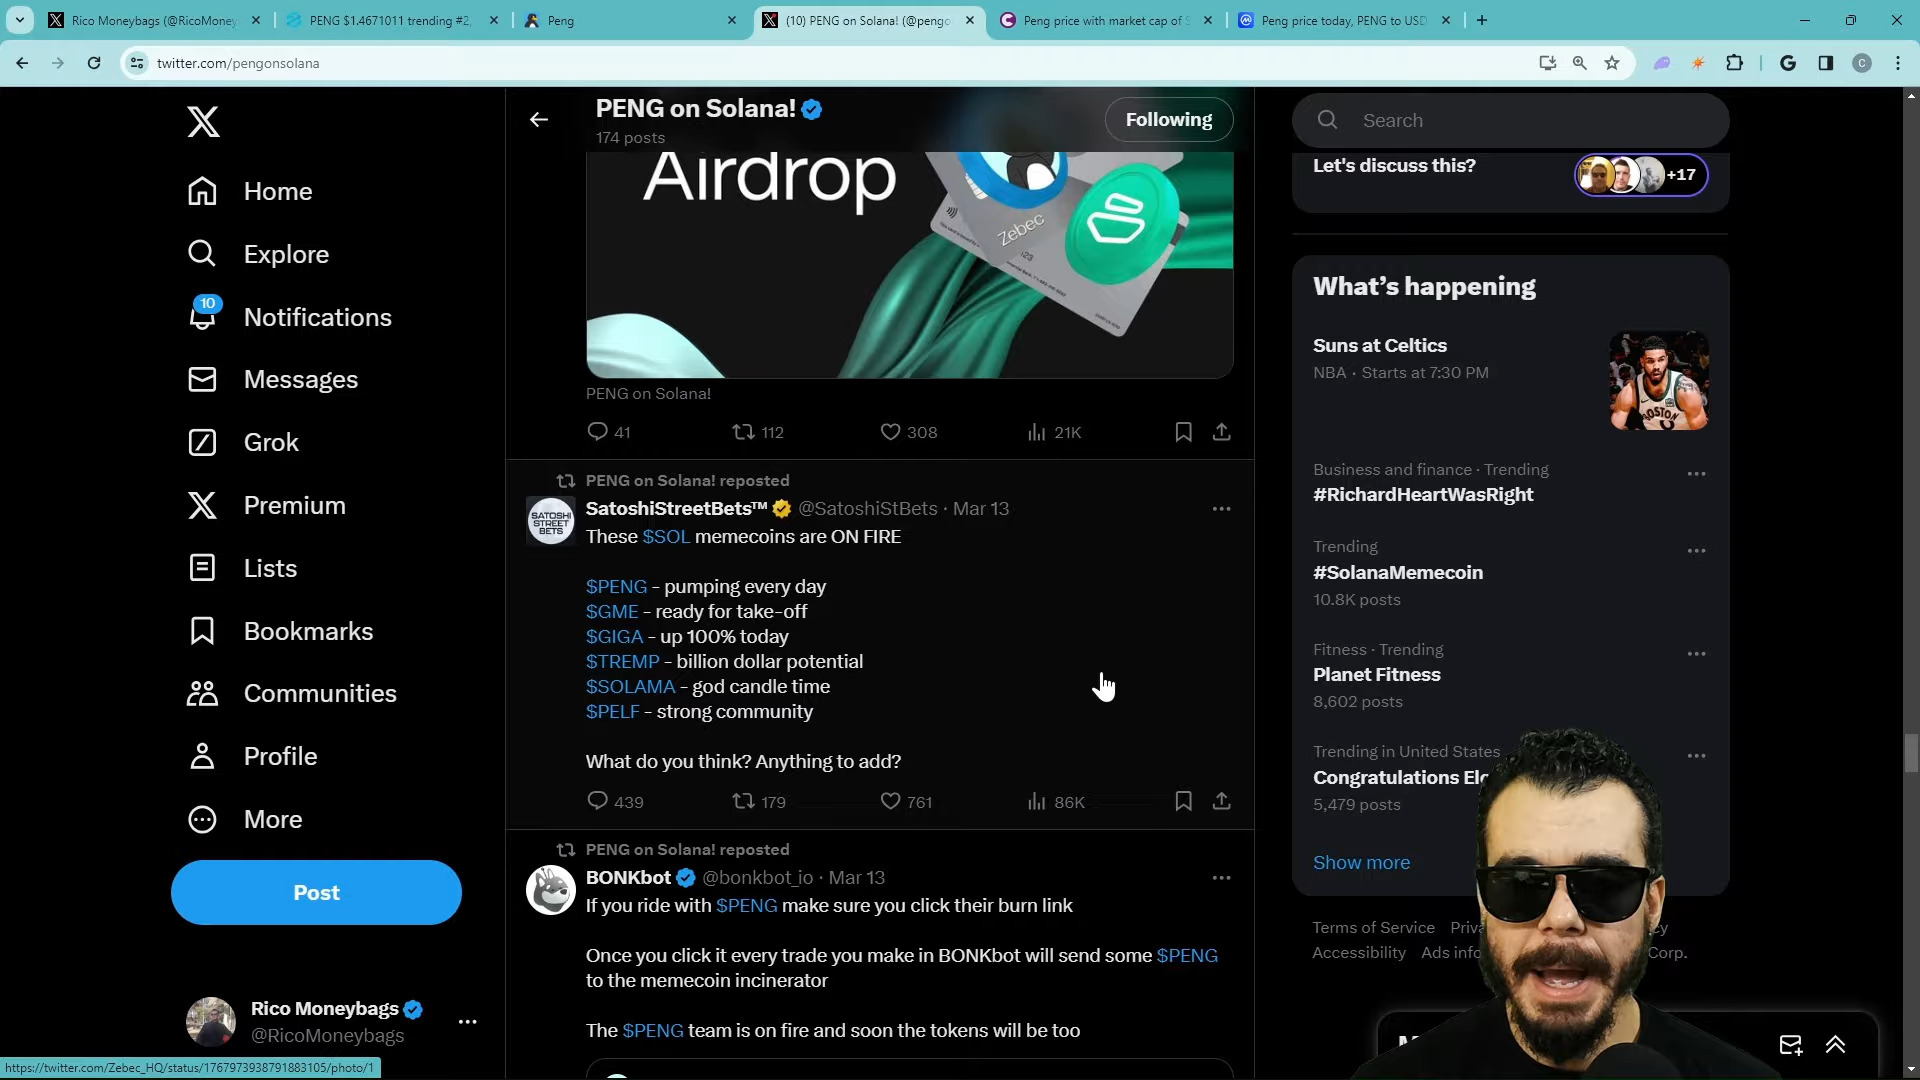 Rico Moneybags (@RicoMoney
PENG $1.4671011 trending #2,
Peng
(10) PENG on Solana! (@pengo
Peng price with market cap of $
Peng price today, PENG to USD
twitter.com/pengonsolana
PENG on Solana!
174 posts
Following
Search
Home
Explore
10
Notifications
Messages
Grok
Premium
Lists
Bookmarks
Communities
Profile
More
Post
Rico Moneybags
@RicoMoneybags
https://twitter.com/Zebec_HQ/status/1767973938791883105/photo/1
Airdrop
Zebec
PENG on Solana!
41
112
308
21K
PENG on Solana! reposted
SATOSHI
STREET
BETS
SatoshiStreetBets™ @SatoshiStBets · Mar 13
These $SOL memecoins are ON FIRE
$PENG - pumping every day
$GME - ready for take-off
$GIGA - up 100% today
$TREMP - billion dollar potential
$SOLAMA - god candle time
$PELF - strong community
What do you think? Anything to add?
439
179
761
86K
PENG on Solana! reposted
BONKbot @bonkbot_io · Mar 13
If you ride with $PENG make sure you click their burn link
Once you click it every trade you make in BONKbot will send some $PENG
to the memecoin incinerator
The $PENG team is on fire and soon the tokens will be too
Let's discuss this?
+17
What's happening
Suns at Celtics
NBA · Starts at 7:30 PM
BOSTON
Business and finance · Trending
#RichardHeartWasRight
Trending
#SolanaMemecoin
10.8K posts
Fitness · Trending
Planet Fitness
8,602 posts
Trending in United States
Congratulations El
5,479 posts
Show more
Terms of Service
Accessibility Ads info
Corp.